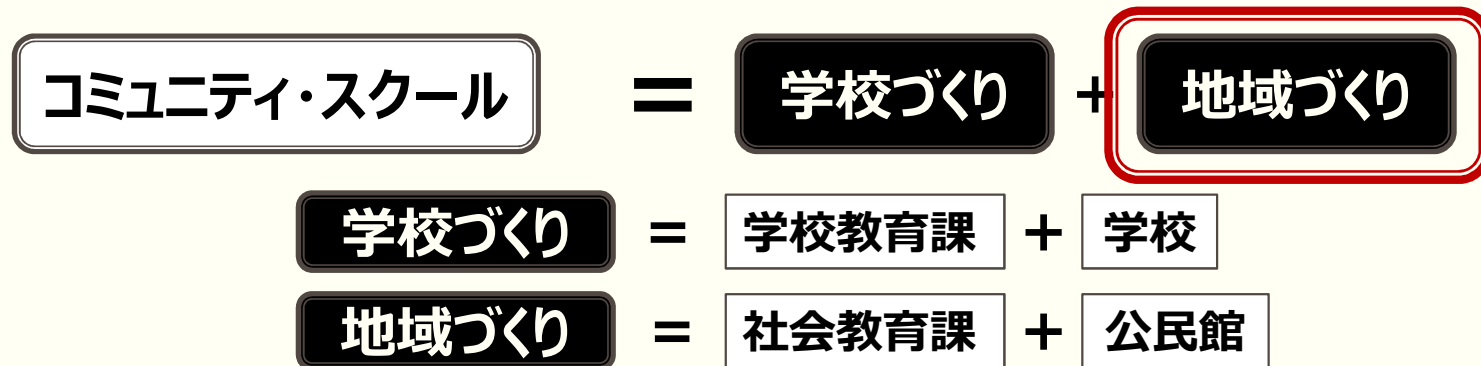 コミュニティ・スクール = 学校づくり + 地域づくり
学校づくり = 学校教育課 + 学校
地域づくり = 社会教育課 + 公民館